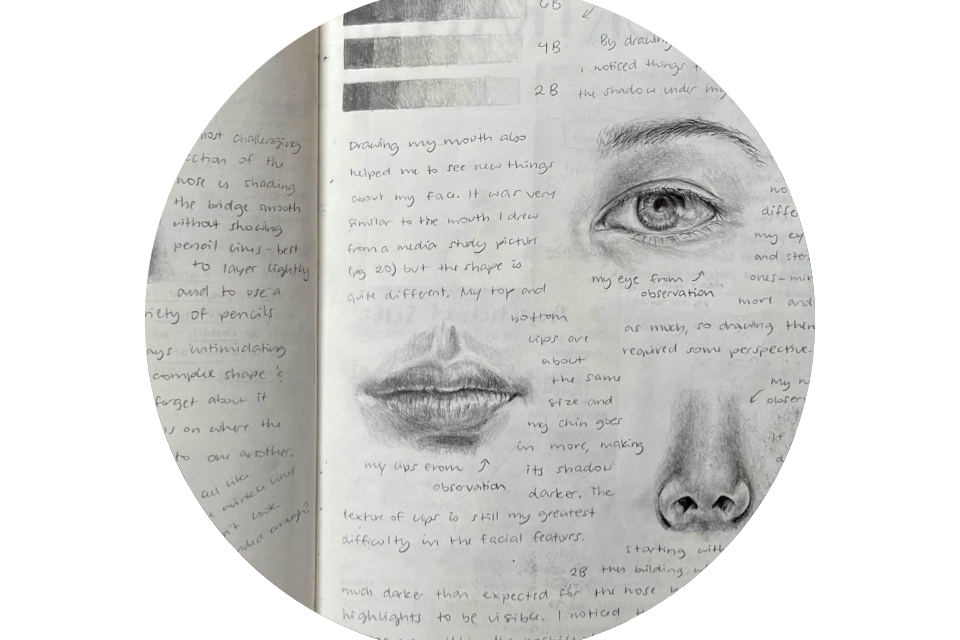 most challenging
of the
nose is shading
the bridge smooth
without showing
pencil lines - best
to layer lightly
and to use a
variety of pencils
intimidating
complex shape &
forget about it
on where the
to one another.
feel like
look
6B
4B
2B
Drawing my mouth also
helped me to see new things
about my face. It was very
similar to the mouth I drew
from a media study picture
(pg 20) but the shape is
quite different. My top and
bottom
lips are
about
the same
size and
my chin goes
in more, making
its shadow
darker. The
texture of lips is still my greatest
difficulty in the facial features.
my lips from
observation
By drawing
I noticed things
the shadow under my
my eye from
observation
no
diffe
my ey
and ste
ones - min
more and
as much, so drawing them
required some perspective.
my n
obser
It
d
starting with
2B then building
much darker than expected for the nose
highlights to be visible. I noticed